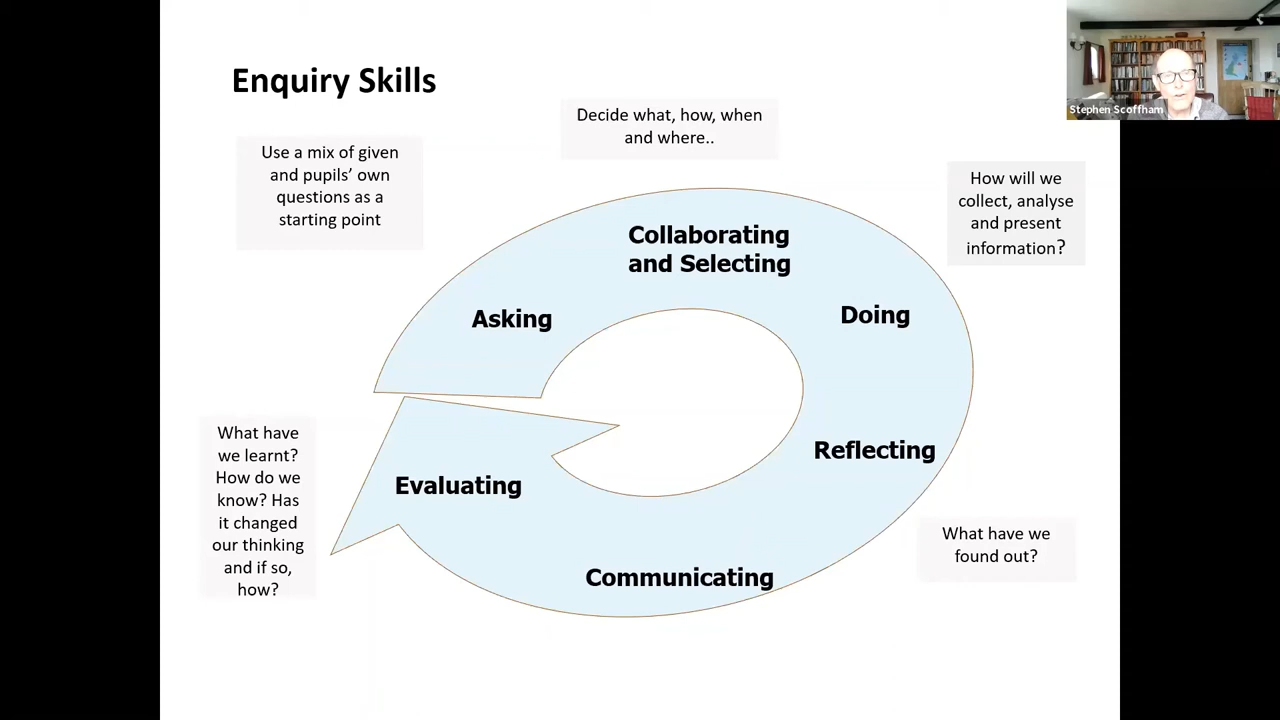 Enquiry Skills
Stephen Scoffham
Decide what, how, when
and where..
Use a mix of given
and pupils’ own
questions as a
starting point
How will we
collect, analyse
and present
information?
Collaborating
and Selecting
Asking
Doing
Reflecting
What have
we learnt?
How do we
know? Has
it changed
our thinking
and if so,
how?
Evaluating
What have we
found out?
Communicating